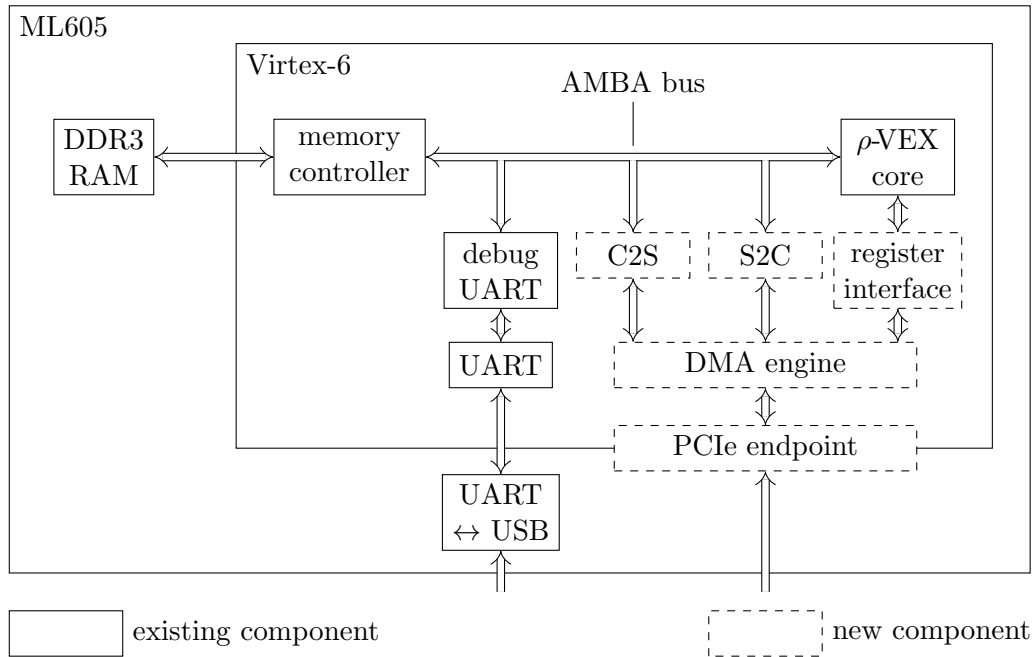 ML605
Virtex-6
AMBA bus
DDR3
RAM
memory
controller
ρ-VEX
core
debug
UART
C2S
S2C
register
interface
UART
DMA engine
PCIe endpoint
UART
↔ USB
existing component
new component